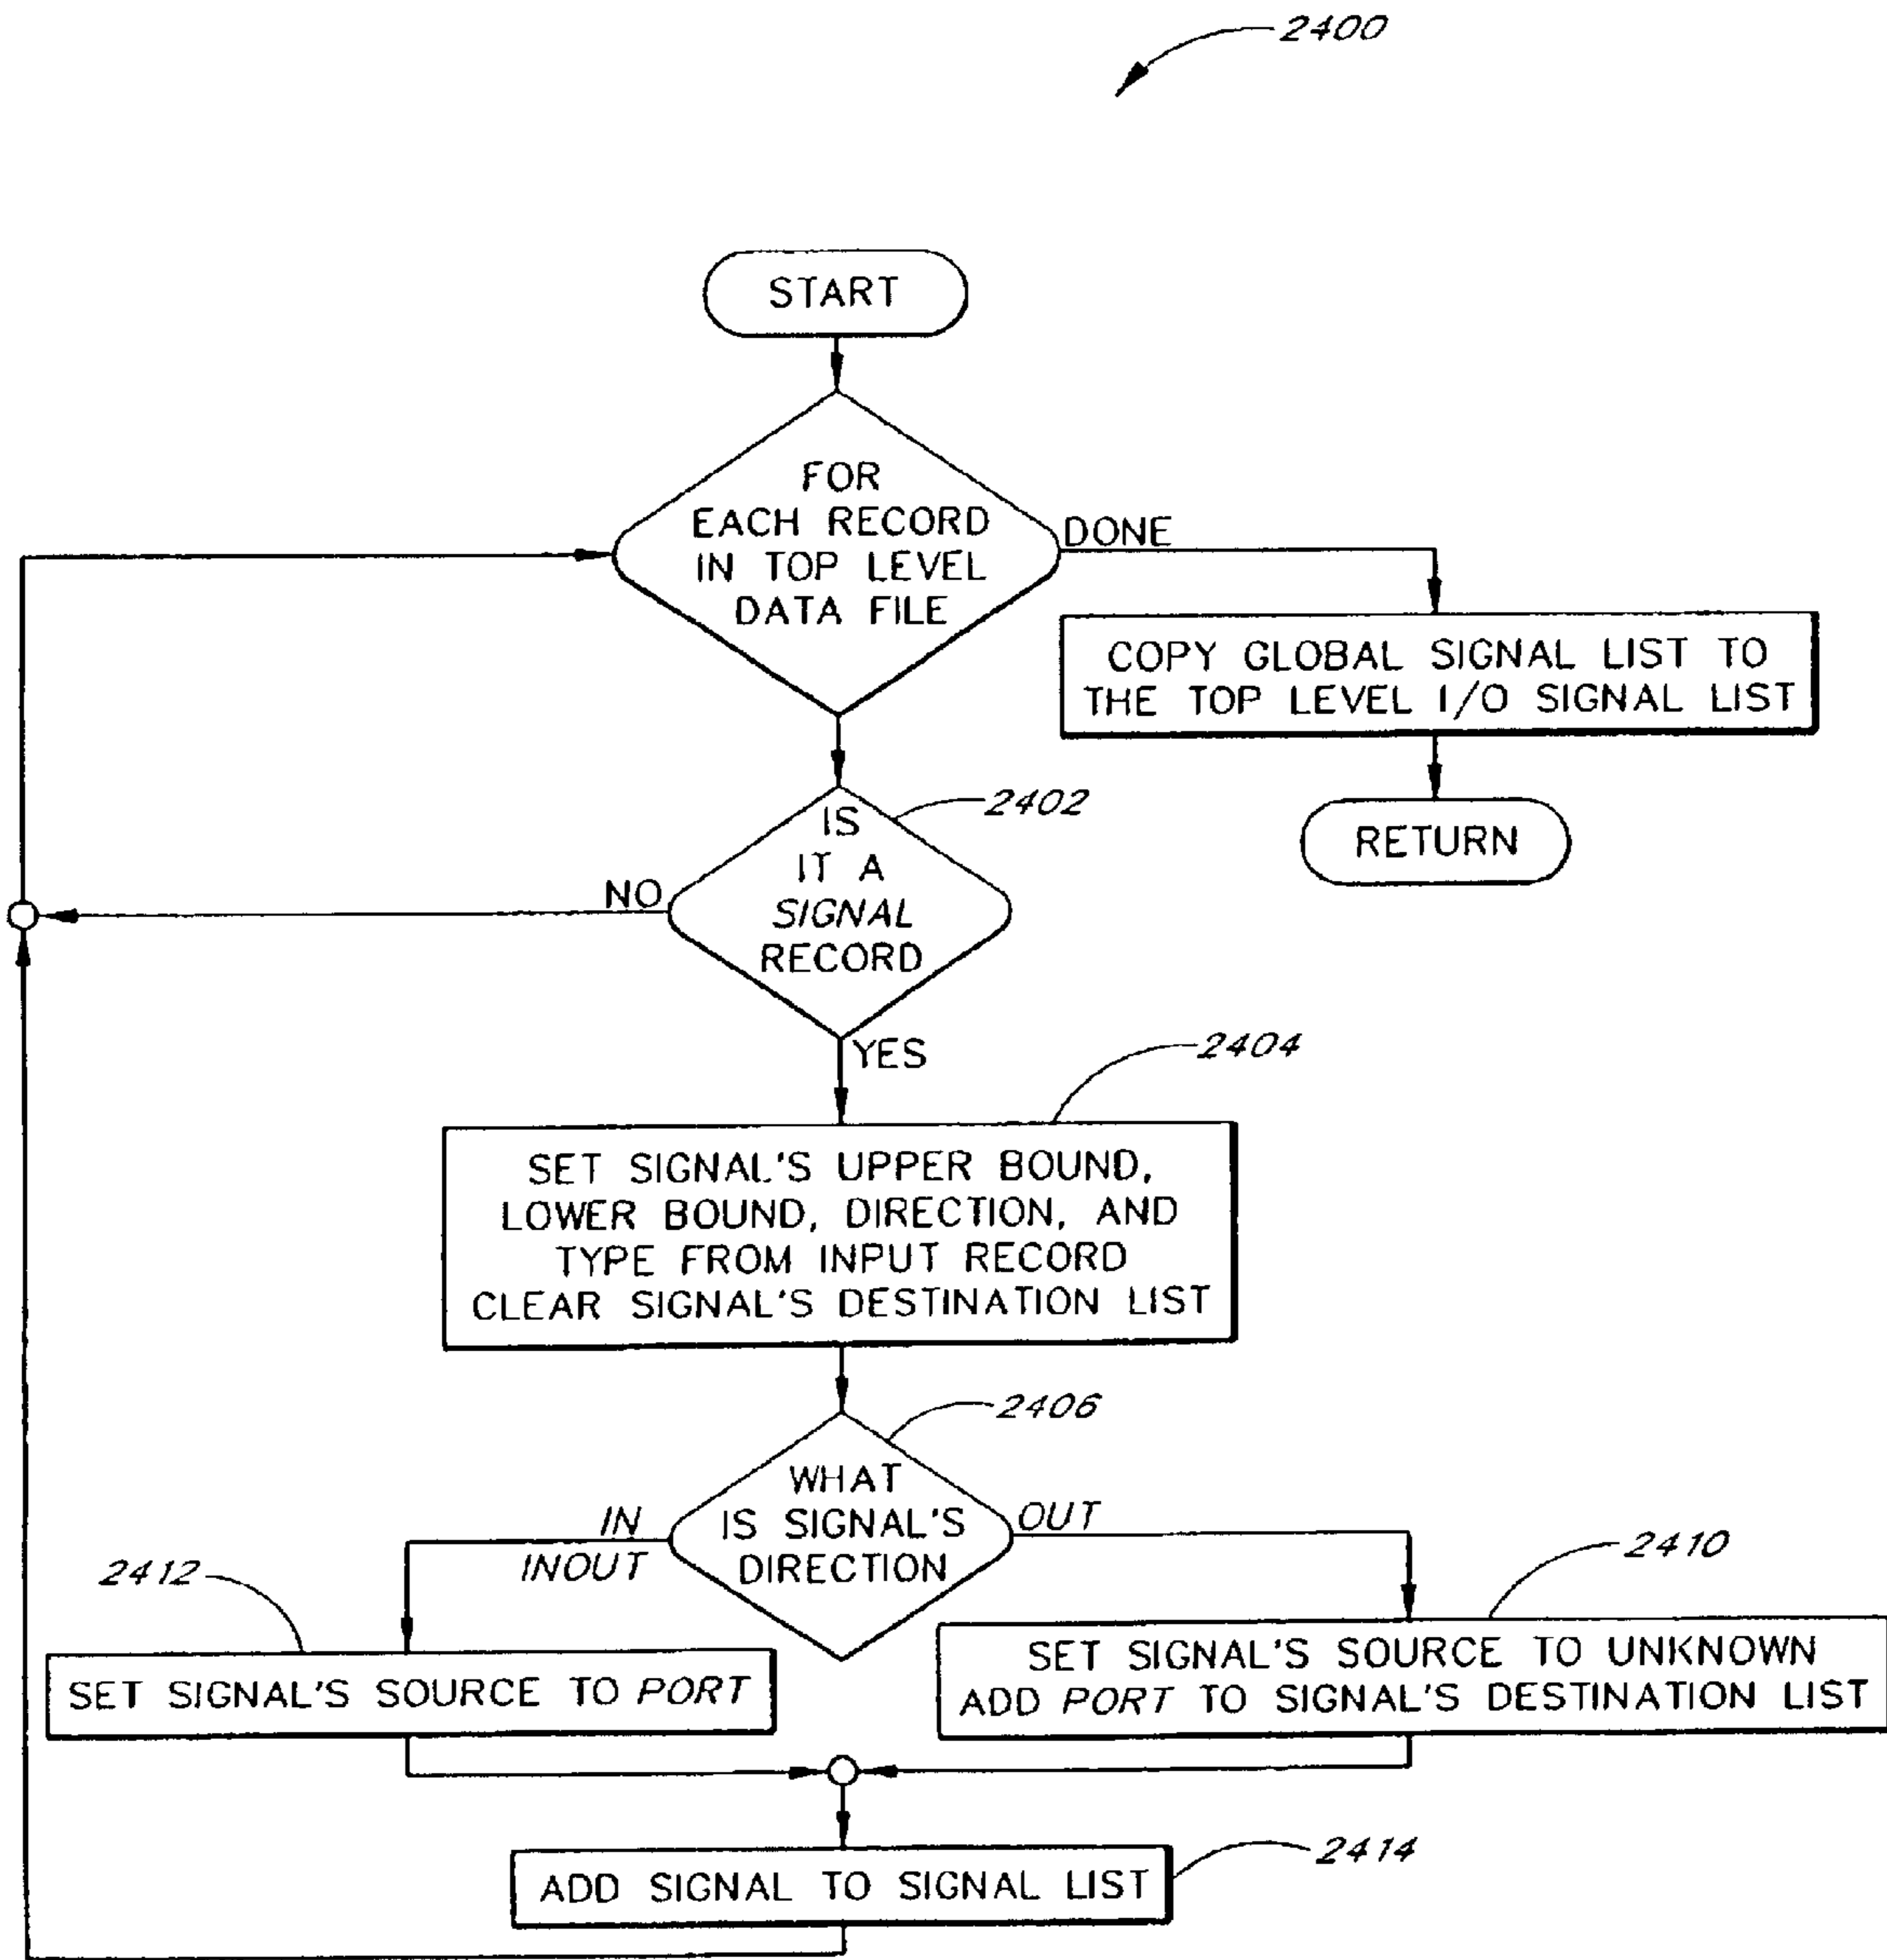 2400
START
FOR
EACH RECORD
IN TOP LEVEL
DATA FILE
DONE
COPY GLOBAL SIGNAL LIST TO
THE TOP LEVEL I/O SIGNAL LIST
RETURN
2402
IS
IT A
SIGNAL
RECORD
NO
YES
2404
SET SIGNAL'S UPPER BOUND,
LOWER BOUND, DIRECTION, AND
TYPE FROM INPUT RECORD
CLEAR SIGNAL'S DESTINATION LIST
2406
WHAT
IS SIGNAL'S
DIRECTION
IN
INOUT
OUT
2412
SET SIGNAL'S SOURCE TO PORT
2410
SET SIGNAL'S SOURCE TO UNKNOWN
ADD PORT TO SIGNAL'S DESTINATION LIST
2414
ADD SIGNAL TO SIGNAL LIST